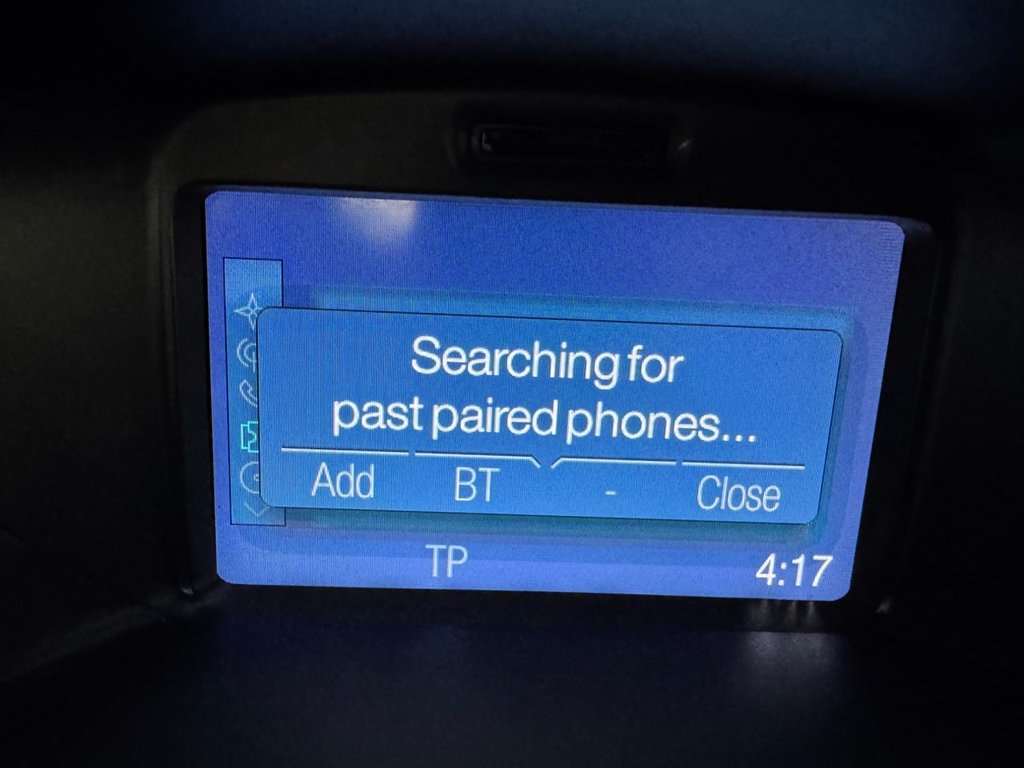 Searching for
past paired phones...
Add BT - Close
TP 4:17